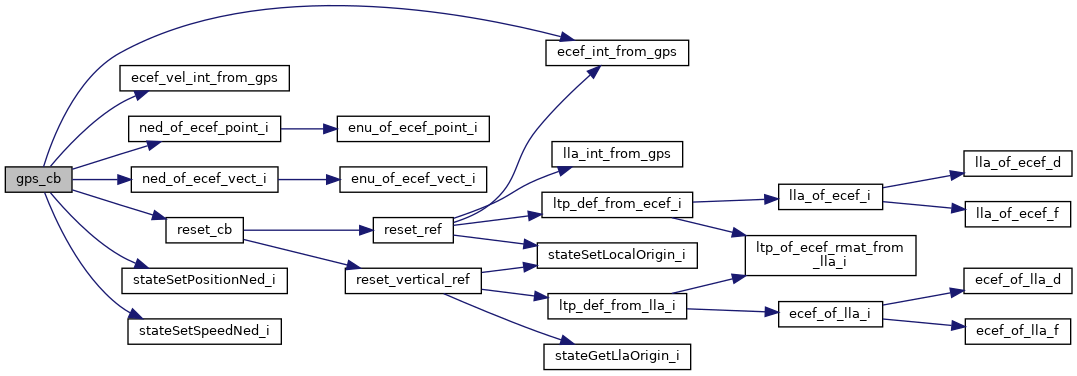 gps_cb
ecef_int_from_gps
ecef_vel_int_from_gps
ned_of_ecef_point_i
enu_of_ecef_point_i
ned_of_ecef_vect_i
enu_of_ecef_vect_i
reset_cb
reset_ref
lla_int_from_gps
ltp_def_from_ecef_i
lla_of_ecef_i
lla_of_ecef_d
lla_of_ecef_f
ltp_of_ecef_rmat_from
_lla_i
stateSetLocalOrigin_i
reset_vertical_ref
ltp_def_from_lla_i
ecef_of_lla_i
ecef_of_lla_d
ecef_of_lla_f
stateGetLlaOrigin_i
stateSetPositionNed_i
stateSetSpeedNed_i